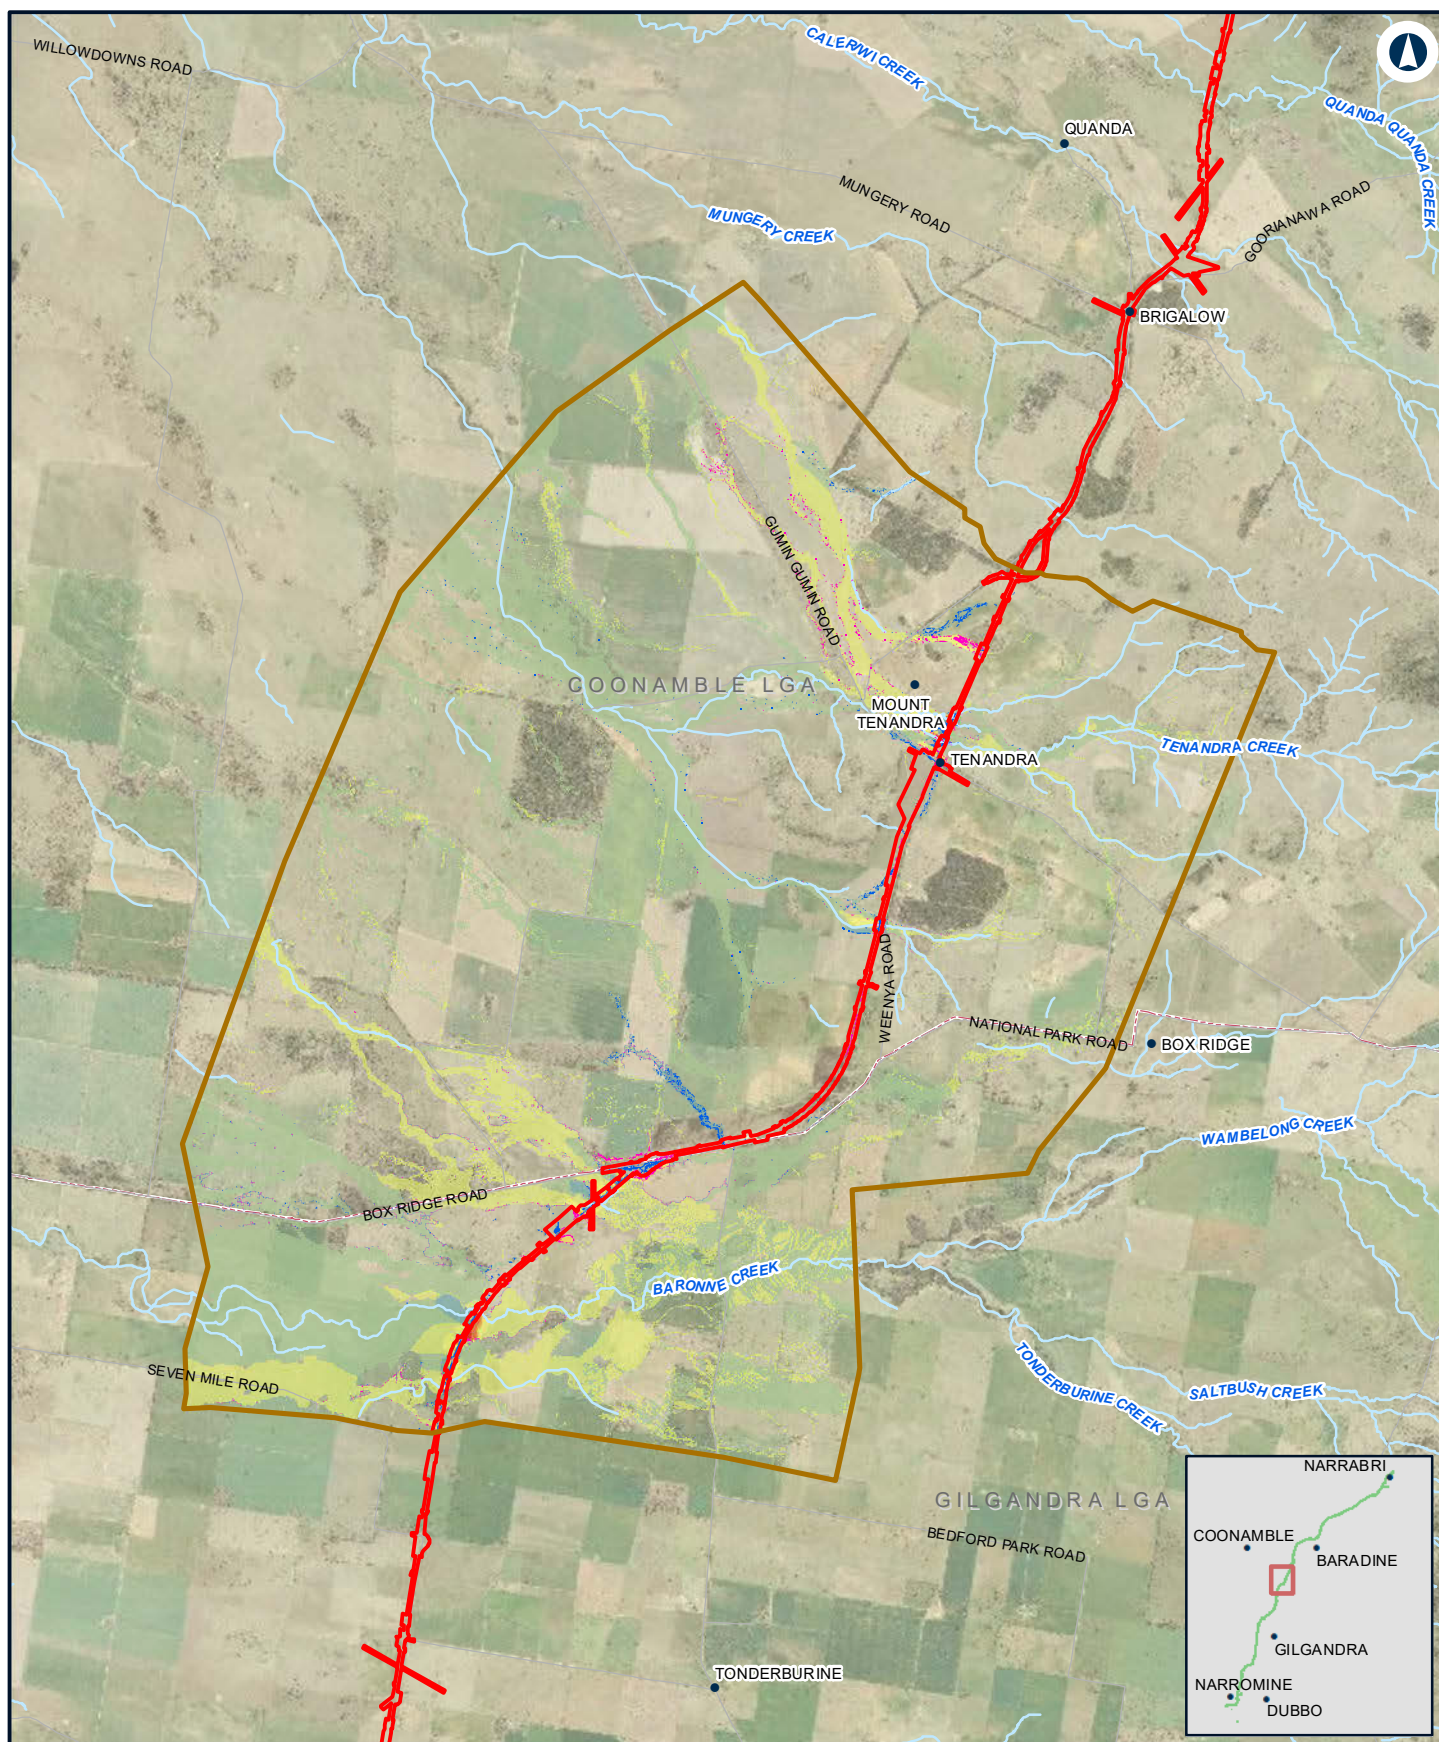 WILLOWDOWNS ROAD
CALERIWI CREEK
QUANDA QUANDA CREEK
QUANDA
MUNGERY ROAD
MUNGERY CREEK
GOORIANAWA ROAD
BRIGALOW
GUMIN GUMIN ROAD
COONAMBLE LGA
MOUNT
TENANDRA
TENANDRA CREEK
TENANDRA
WEENYA ROAD
NATIONAL PARK ROAD
BOX RIDGE
WAMBELONG CREEK
BOX RIDGE ROAD
BARONNE CREEK
SEVEN MILE ROAD
TONDERBURINE CREEK
SALTBUSH CREEK
GILGANDRA LGA
BEDFORD PARK ROAD
TONDERBURINE
NARRABRI
COONAMBLE
BARADINE
GILGANDRA
NARROMINE
DUBBO